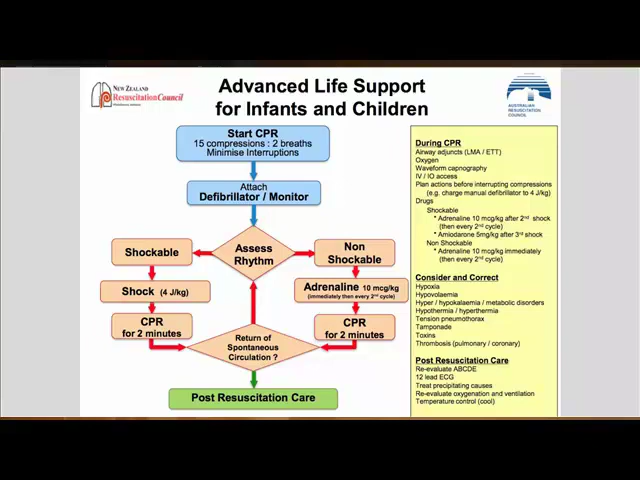 NEW ZEALAND
Resuscitation Council
Advanced Life Support
for Infants and Children
AUSTRALIAN
RESUSCITATION
COUNCIL
Start CPR
15 compressions : 2 breaths
Minimise Interruptions
Attach
Defibrillator / Monitor
Assess
Rhythm
Shockable
Non
Shockable
Shock (4 J/kg)
Adrenaline 10 mcg/kg
(immediately then every 2nd cycle)
CPR
for 2 minutes
CPR
for 2 minutes
Return of
Spontaneous
Circulation ?
Post Resuscitation Care
During CPR
Airway adjuncts (LMA / ETT)
Oxygen
Waveform capnography
IV / IO access
Plan actions before interrupting compressions
(e.g. charge manual defibrillator to 4 J/kg)
Drugs
Shockable
* Adrenaline 10 mcg/kg after 2nd shock
(then every 2nd cycle)
* Amiodarone 5mg/kg after 3rd shock
Non Shockable
* Adrenaline 10 mcg/kg immediately
(then every 2nd cycle)
Consider and Correct
Hypoxia
Hypovolaemia
Hyper / hypokalaemia / metabolic disorders
Hypothermia / hyperthermia
Tension pneumothorax
Tamponade
Toxins
Thrombosis (pulmonary / coronary)
Post Resuscitation Care
Re-evaluate ABCDE
12 lead ECG
Treat precipitating causes
Re-evaluate oxygenation and ventilation
Temperature control (cool)